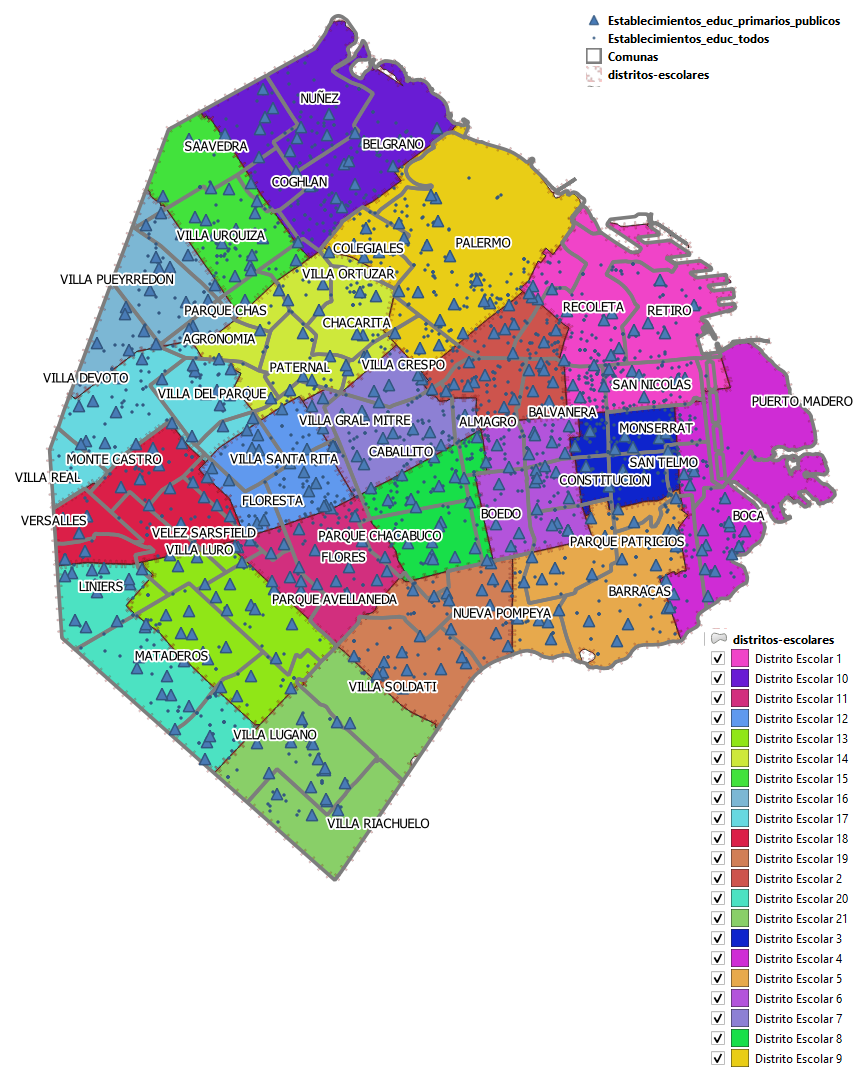 Establecimientos_educ_primarios_publicos
Establecimientos_educ_todos
Comunas
distritos-escolares
NUÑEZ
SAAVEDRA
BELGRANO
COGHLAN
VILLA URQUIZA
COLEGIALES
PALERMO
VILLA ORTUZAR
VILLA PUEYRREDON
PARQUE CHAS
RECOLETA
RETIRO
CHACARITA
AGRONOMIA
VILLA CRESPO
PATERNAL
VILLA DEVOTO
SAN NICOLAS
VILLA DEL PARQUE
PUERTO MADERO
BALVANERA
VILLA GRAL. MITRE
ALMAGRO
MONSERRAT
CABALLITO
MONTE CASTRO
VILLA SANTA RITA
SAN TELMO
VILLA REAL
CONSTITUCION
FLORESTA
BOEDO
BOCA
VERSALLES
VELEZ SARSFIELD
PARQUE CHACABUCO
PARQUE PATRICIOS
VILLA LURO
FLORES
LINIERS
BARRACAS
PARQUE AVELLANEDA
NUEVA POMPEYA
MATADEROS
VILLA SOLDATI
VILLA LUGANO
VILLA RIACHUELO
distritos-escolares
Distrito Escolar 1
Distrito Escolar 10
Distrito Escolar 11
Distrito Escolar 12
Distrito Escolar 13
Distrito Escolar 14
Distrito Escolar 15
Distrito Escolar 16
Distrito Escolar 17
Distrito Escolar 18
Distrito Escolar 19
Distrito Escolar 2
Distrito Escolar 20
Distrito Escolar 21
Distrito Escolar 3
Distrito Escolar 4
Distrito Escolar 5
Distrito Escolar 6
Distrito Escolar 7
Distrito Escolar 8
Distrito Escolar 9